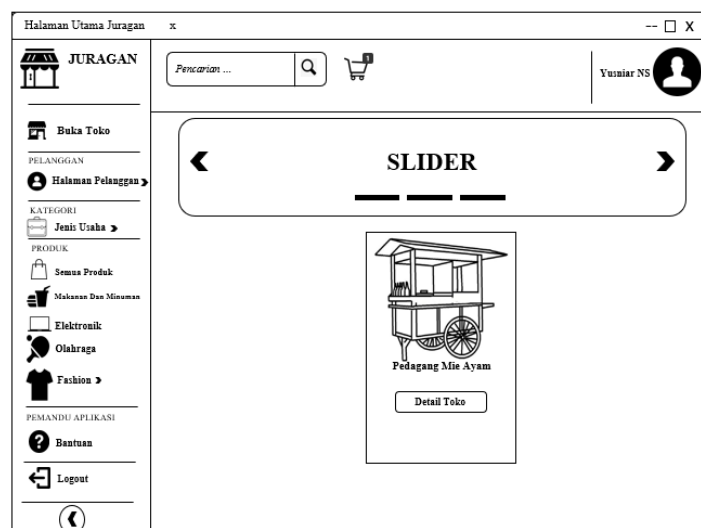 Halaman Utama Juragan x -- X
JURAGAN
Pencarian ...
1
Yusniar NS
Buka Toko
PELANGGAN
Halaman Pelanggan
KATEGORI
Jenis Usaha
PRODUK
Semua Produk
Makanan Dan Minuman
Elektronik
Olahraga
Fashion
PEMANDU APLIKASI
? Bantuan
Logout
SLIDER
Pedagang Mie Ayam
Detail Toko